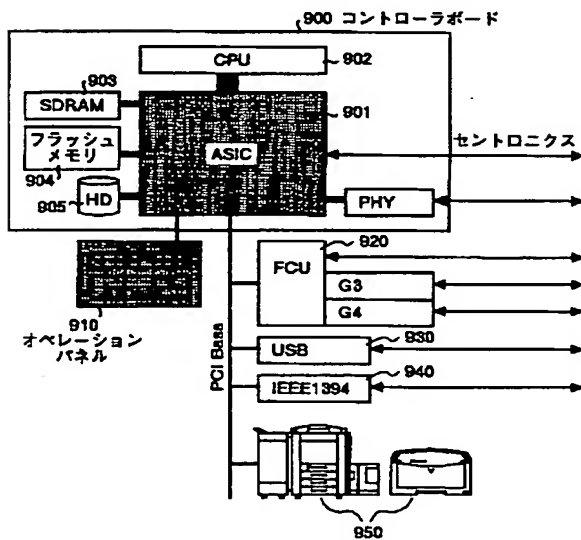 900 コントローラボード
CPU
902
903
SDRAM
901
フラッシュ
メモリ
904
ASIC
セントロニクス
905
HD
PHY
920
FCU
G3
G4
910
オペレーション
パネル
PCI Bass
USB
930
IEEE1394
940
950